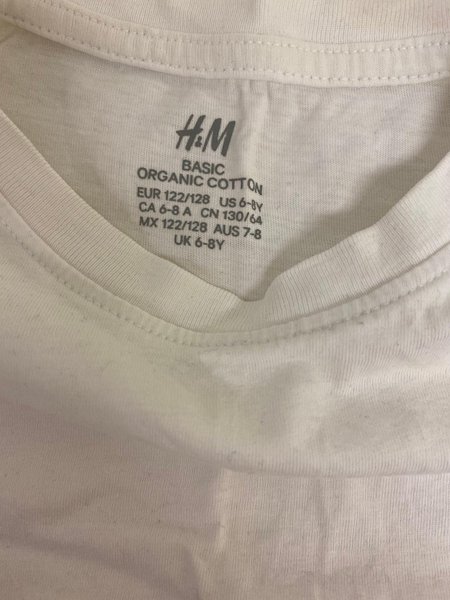 H&M
BASIC
ORGANIC COTTON
EUR 122/128 US 6-8Y
CA 6-8 A CN 130/64
MX 122/128 AUS 7-8
UK 6-8Y